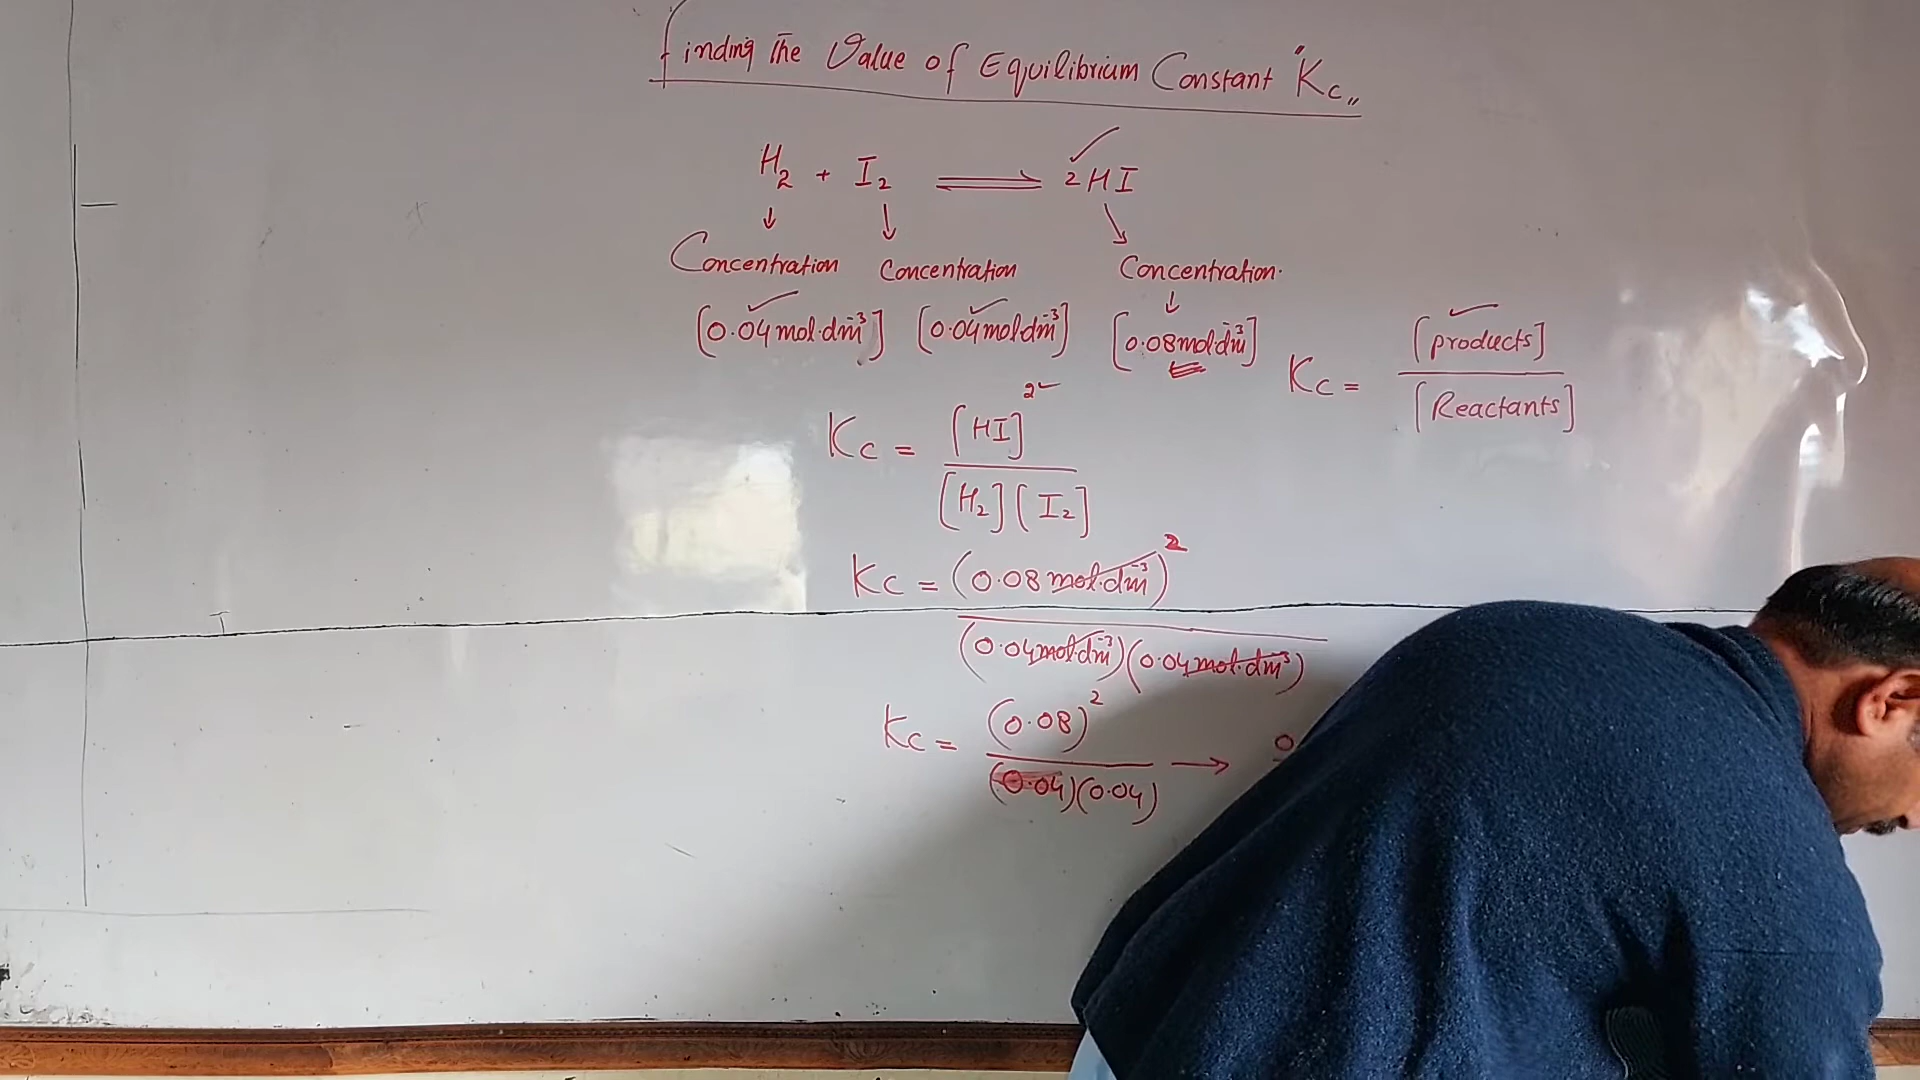 Finding The Value of Equilibrium Constant "Kc"
H₂ + I₂ ⇌ 2HI
↓ ↓ ↓
Concentration Concentration Concentration.
↓
[0.04 mol.dm⁻³] [0.04 mol.dm⁻³] [0.08 mol.dm⁻³]
Kc = [products] / [Reactants]
Kc = [HI]² / [H₂][I₂]
Kc = (0.08 mol.dm⁻³)² / (0.04 mol.dm⁻³)(0.04 mol.dm⁻³)
Kc = (0.08)² / (0.04)(0.04) → 0